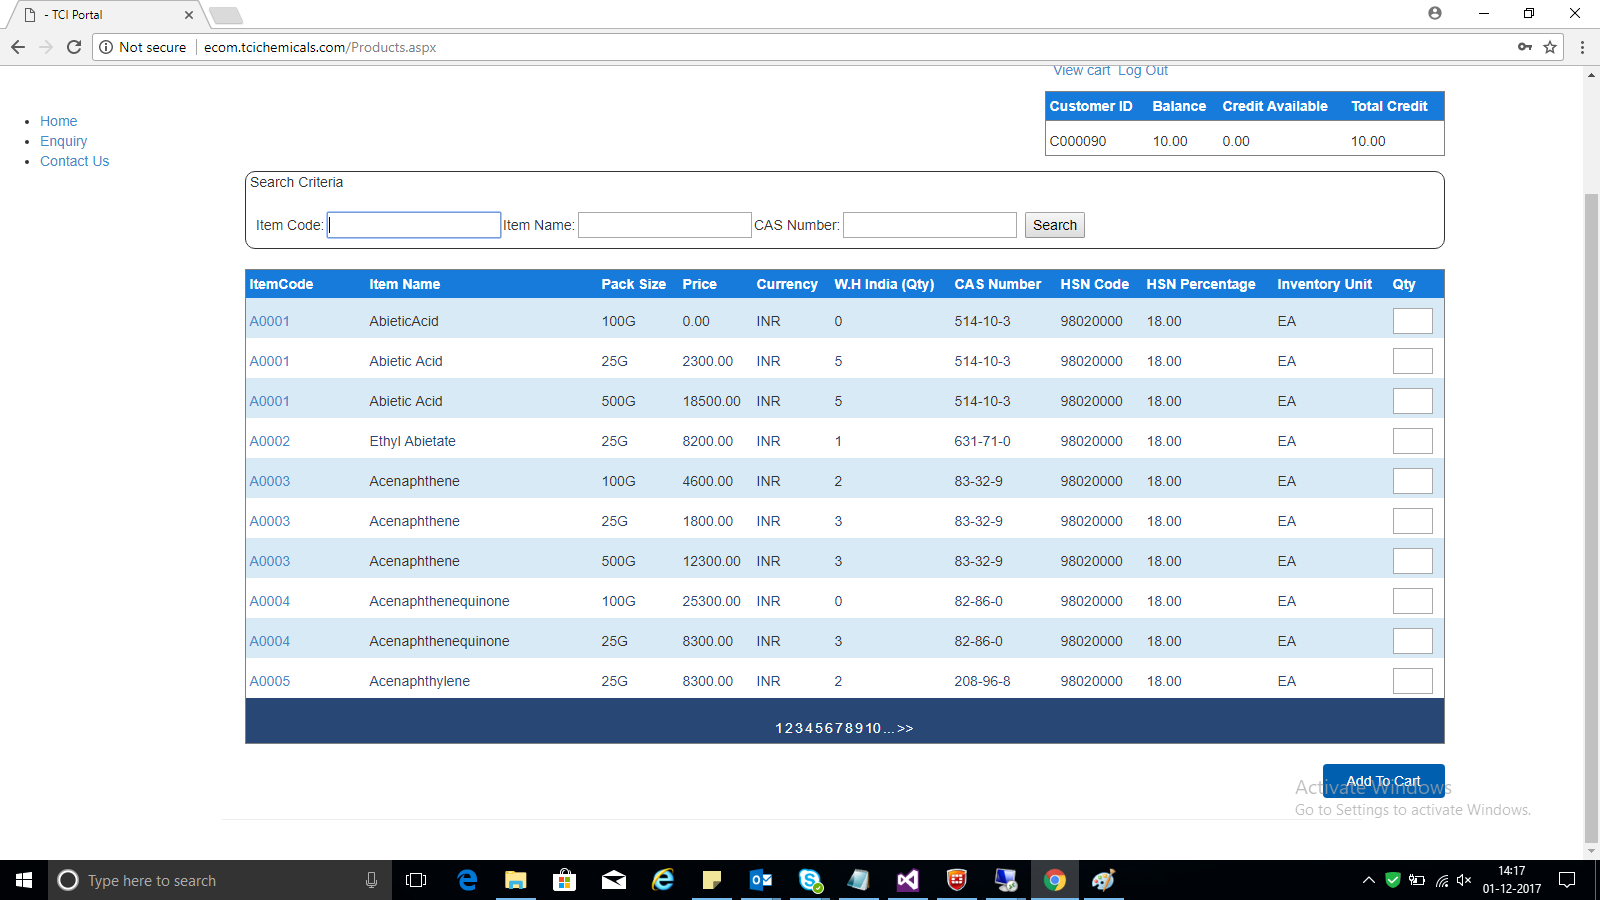 - TCI Portal
Not secure ecom.tcichemicals.com/Products.aspx
View cart Log Out
Customer ID Balance Credit Available Total Credit
C000090 10.00 0.00 10.00
Home
Enquiry
Contact Us
Search Criteria
Item Code: Item Name: CAS Number: Search
ItemCode Item Name Pack Size Price Currency W.H India (Qty) CAS Number HSN Code HSN Percentage Inventory Unit Qty
A0001 AbieticAcid 100G 0.00 INR 0 514-10-3 98020000 18.00 EA
A0001 Abietic Acid 25G 2300.00 INR 5 514-10-3 98020000 18.00 EA
A0001 Abietic Acid 500G 18500.00 INR 5 514-10-3 98020000 18.00 EA
A0002 Ethyl Abietate 25G 8200.00 INR 1 631-71-0 98020000 18.00 EA
A0003 Acenaphthene 100G 4600.00 INR 2 83-32-9 98020000 18.00 EA
A0003 Acenaphthene 25G 1800.00 INR 3 83-32-9 98020000 18.00 EA
A0003 Acenaphthene 500G 12300.00 INR 3 83-32-9 98020000 18.00 EA
A0004 Acenaphthenequinone 100G 25300.00 INR 0 82-86-0 98020000 18.00 EA
A0004 Acenaphthenequinone 25G 8300.00 INR 3 82-86-0 98020000 18.00 EA
A0005 Acenaphthylene 25G 8300.00 INR 2 208-96-8 98020000 18.00 EA
1 2 3 4 5 6 7 8 9 10 ... >>
Add To Cart
Activate Windows
Go to Settings to activate Windows.
Type here to search
14:17
01-12-2017